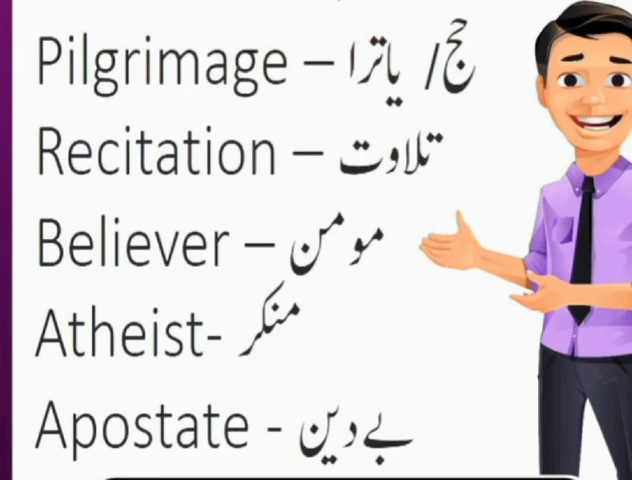 Pilgrimage – حج/ یاترا
Recitation – تلاوت
Believer – مومن
Atheist- منکر
Apostate - بے دین